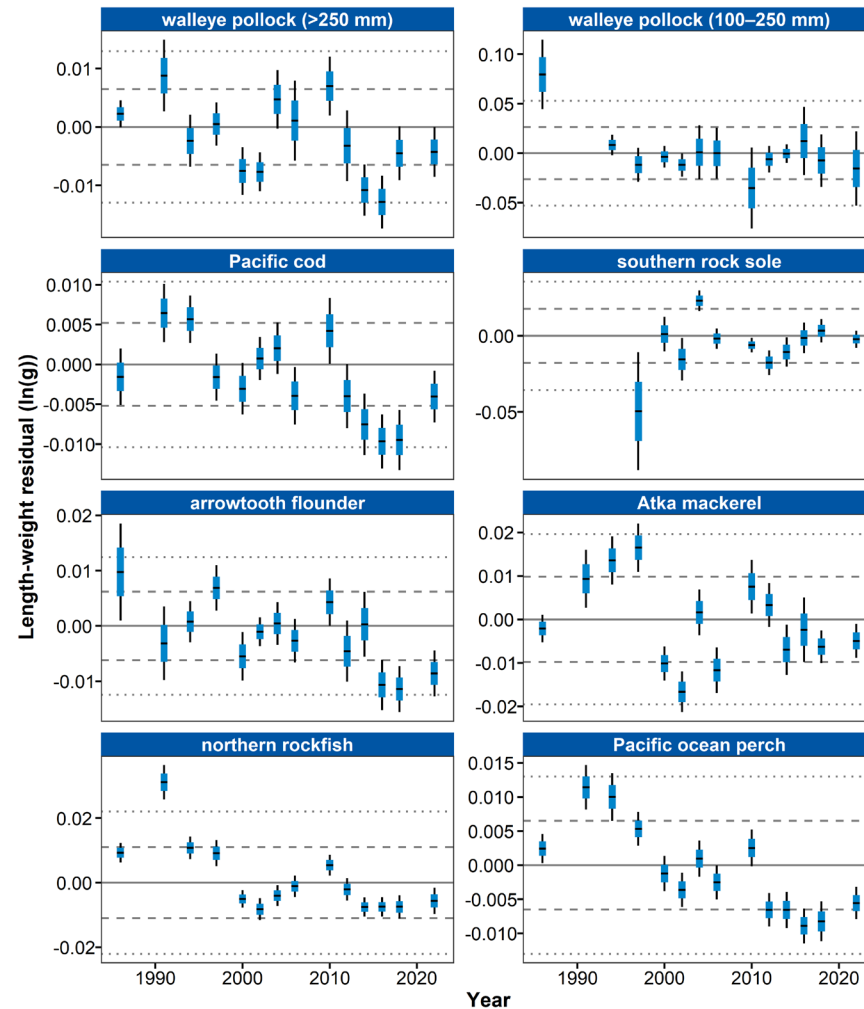 walleye pollock (>250 mm)
walleye pollock (100–250 mm)
0.01
0.00
-0.01
0.10
0.05
0.00
-0.05
Pacific cod
southern rock sole
0.010
0.005
0.000
-0.005
-0.010
0.00
-0.05
Length-weight residual (ln(g))
arrowtooth flounder
Atka mackerel
0.02
0.01
0.00
-0.01
0.02
0.01
0.00
-0.01
-0.02
northern rockfish
Pacific ocean perch
0.02
0.00
-0.02
0.015
0.010
0.005
0.000
-0.005
-0.010
1990 2000 2010 2020
1990 2000 2010 2020
Year